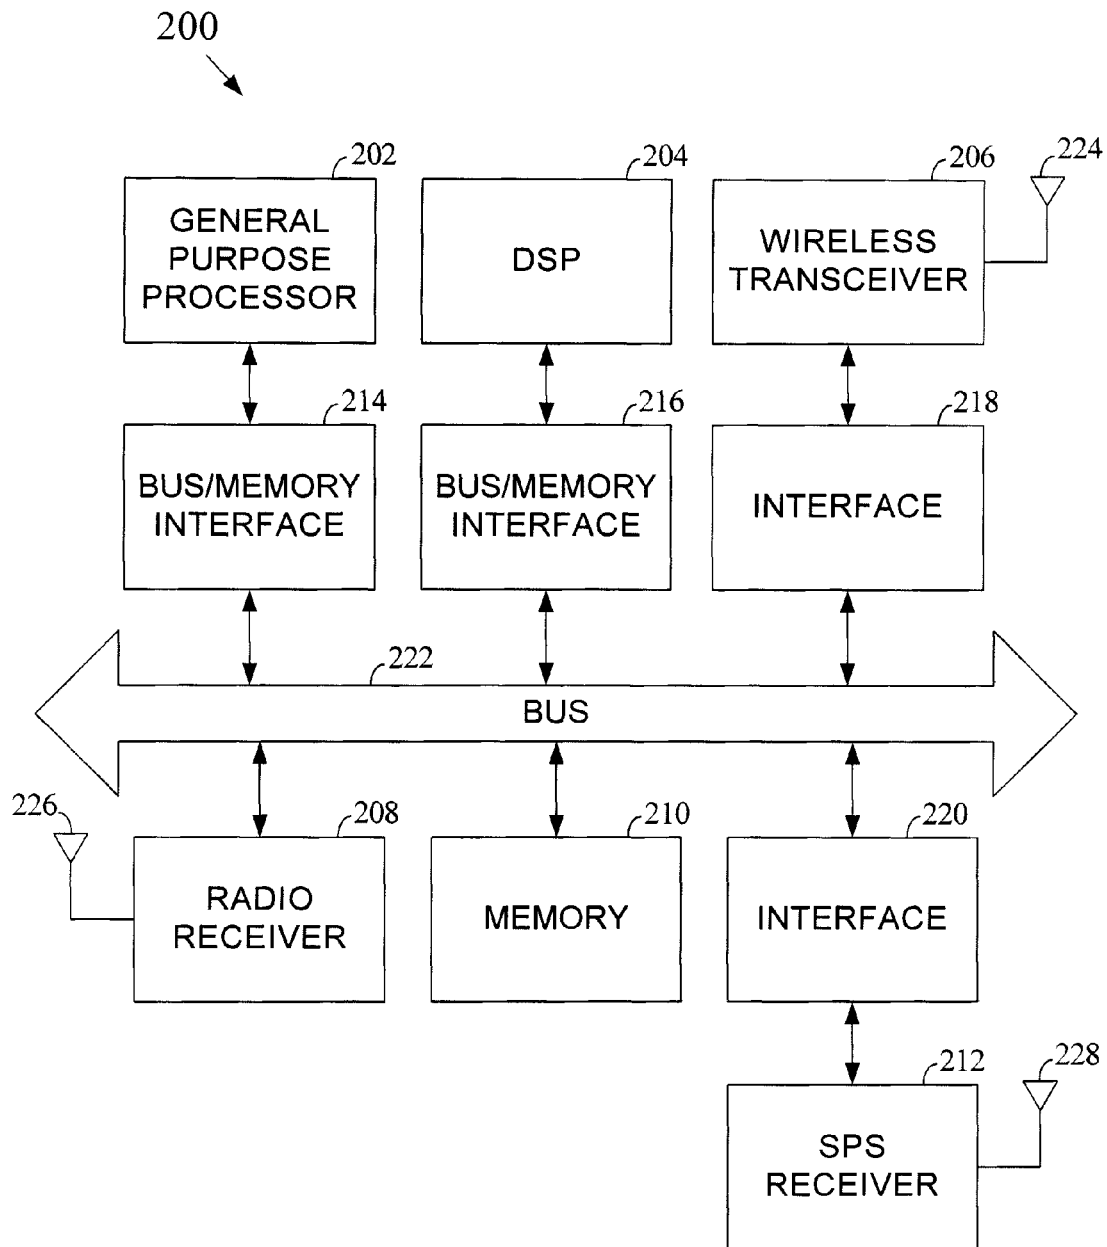 200
202
204
206
224
GENERAL
PURPOSE
PROCESSOR
DSP
WIRELESS
TRANSCEIVER
214
216
218
BUS/MEMORY
INTERFACE
BUS/MEMORY
INTERFACE
INTERFACE
222
BUS
226
208
210
220
RADIO
RECEIVER
MEMORY
INTERFACE
212
228
SPS
RECEIVER